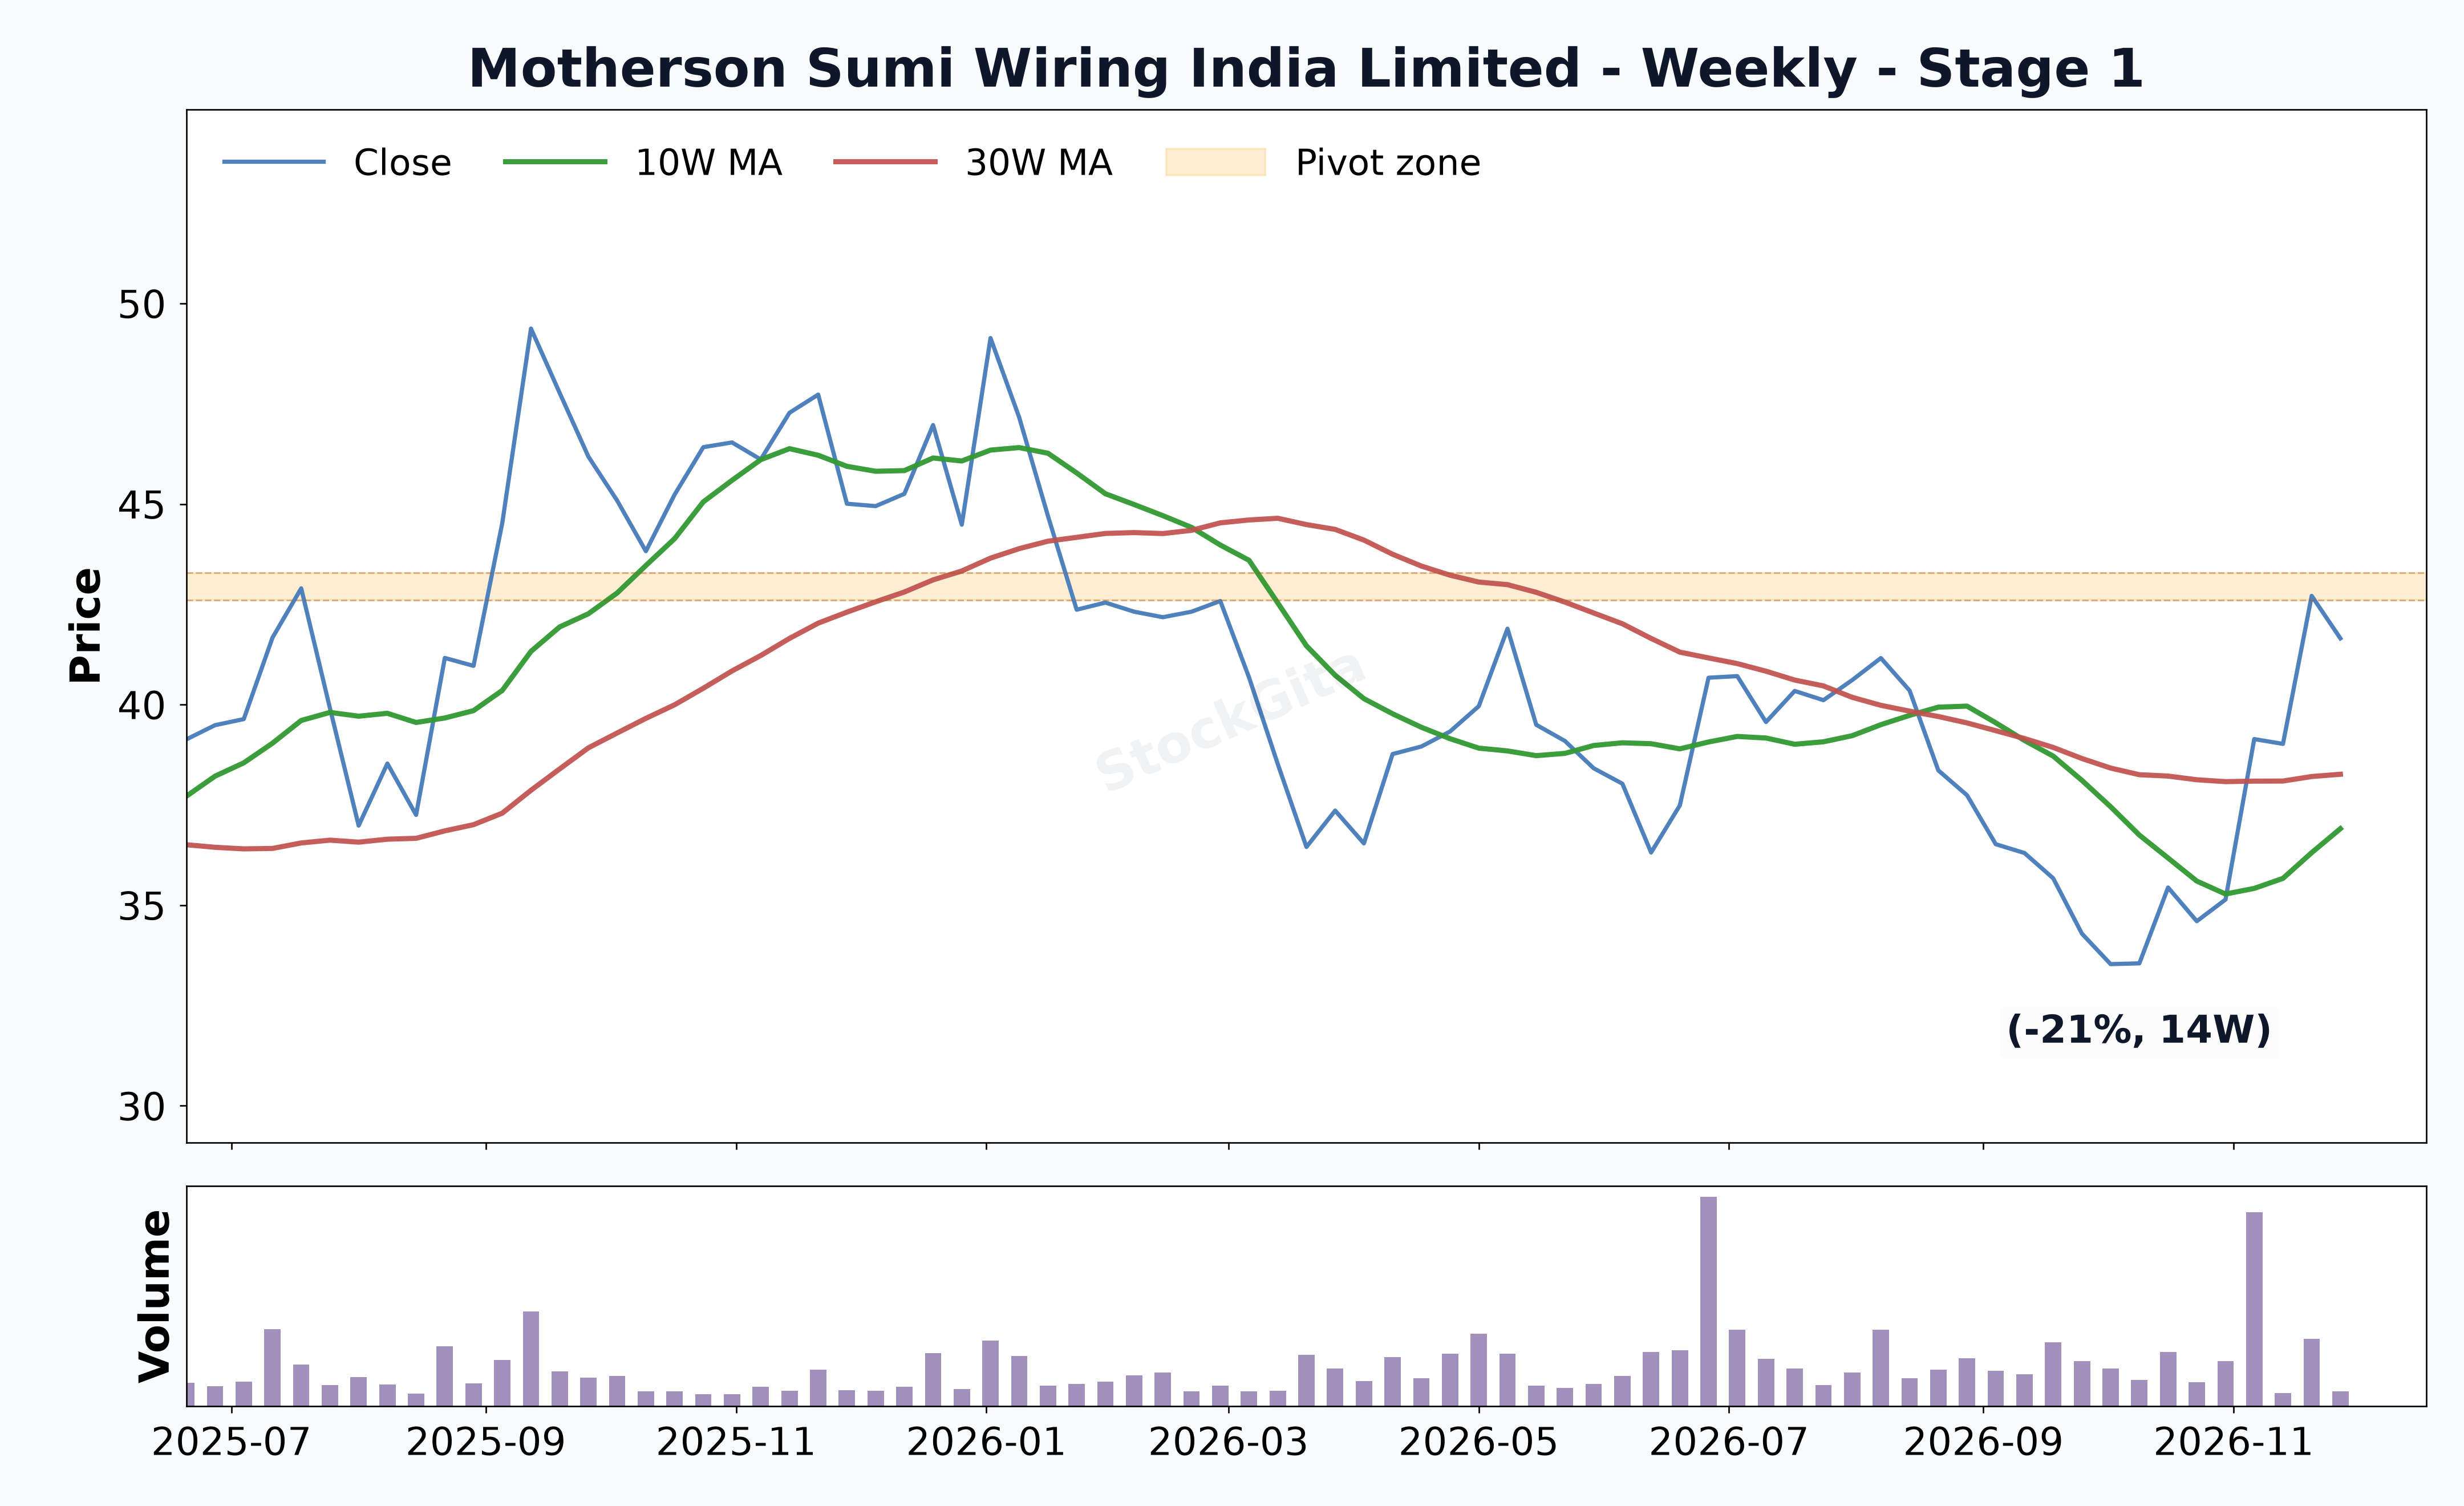 Motherson Sumi Wiring India Limited - Weekly - Stage 1
Close 10W MA 30W MA Pivot zone
Price
50
45
40
35
30
StockGita
(-21%, 14W)
Volume
2025-07 2025-09 2025-11 2026-01 2026-03 2026-05 2026-07 2026-09 2026-11